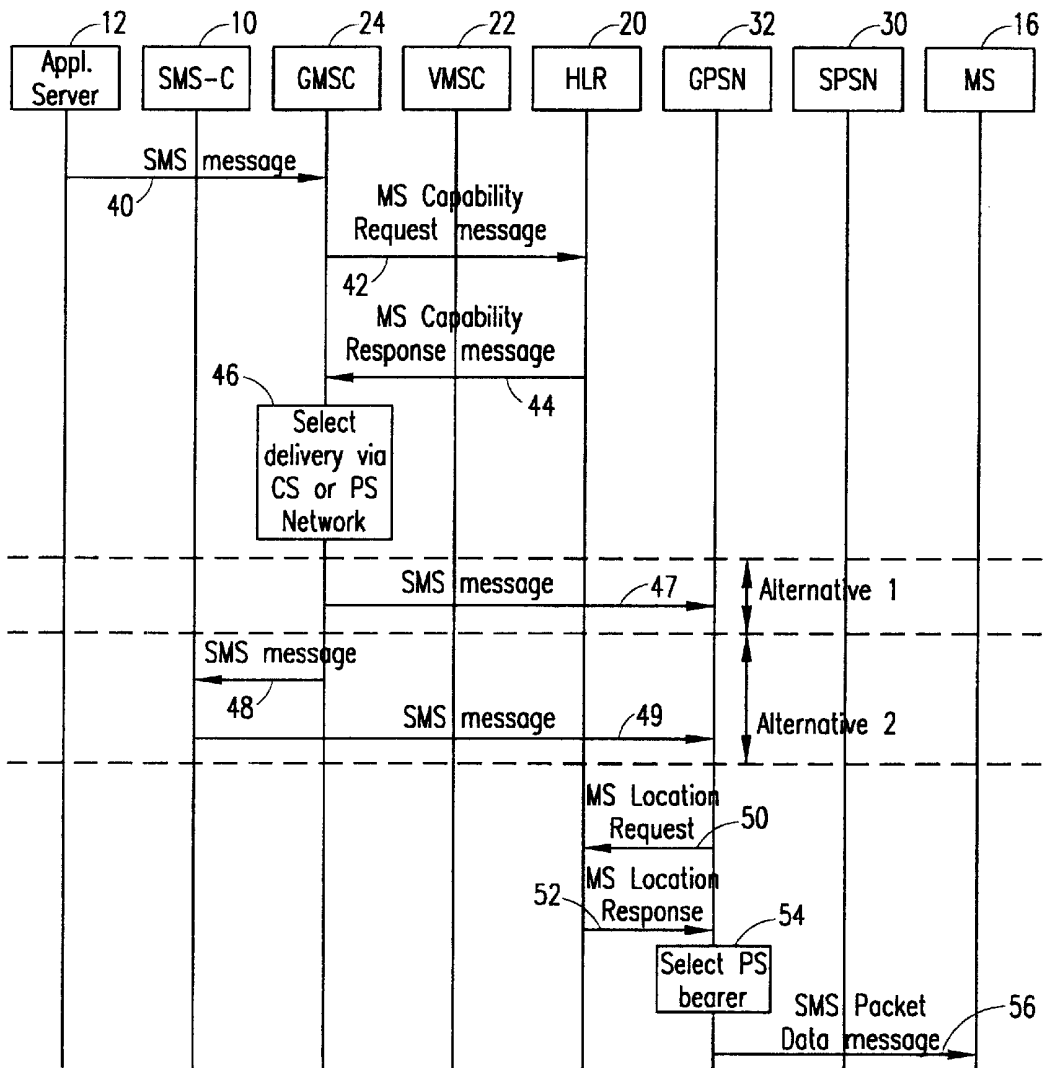 12 10 24 22 20 32 30 16
Appl. Server SMS-C GMSC VMSC HLR GPSN SPSN MS
SMS message
40
MS Capability
Request message
42
MS Capability
Response message
44
46
Select
delivery via
CS or PS
Network
SMS message
47
Alternative 1
SMS message
48
SMS message
49
Alternative 2
MS Location
Request
50
MS Location
Response
52
54
Select PS
bearer
SMS Packet
Data message
56